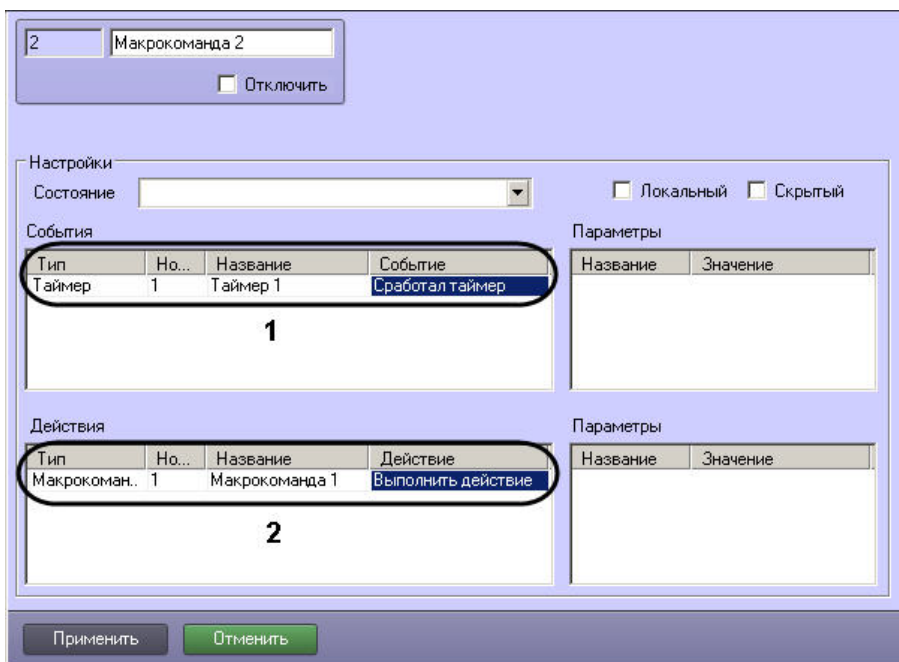 2 Макрокоманда 2
Отключить
Настройки
Состояние Локальный Скрытый
События Параметры
Тип Но... Название Событие Название Значение
Таймер 1 Таймер 1 Сработал таймер
1
Действия Параметры
Тип Но... Название Действие Название Значение
Макрокоман.. 1 Макрокоманда 1 Выполнить действие
2
Применить Отменить